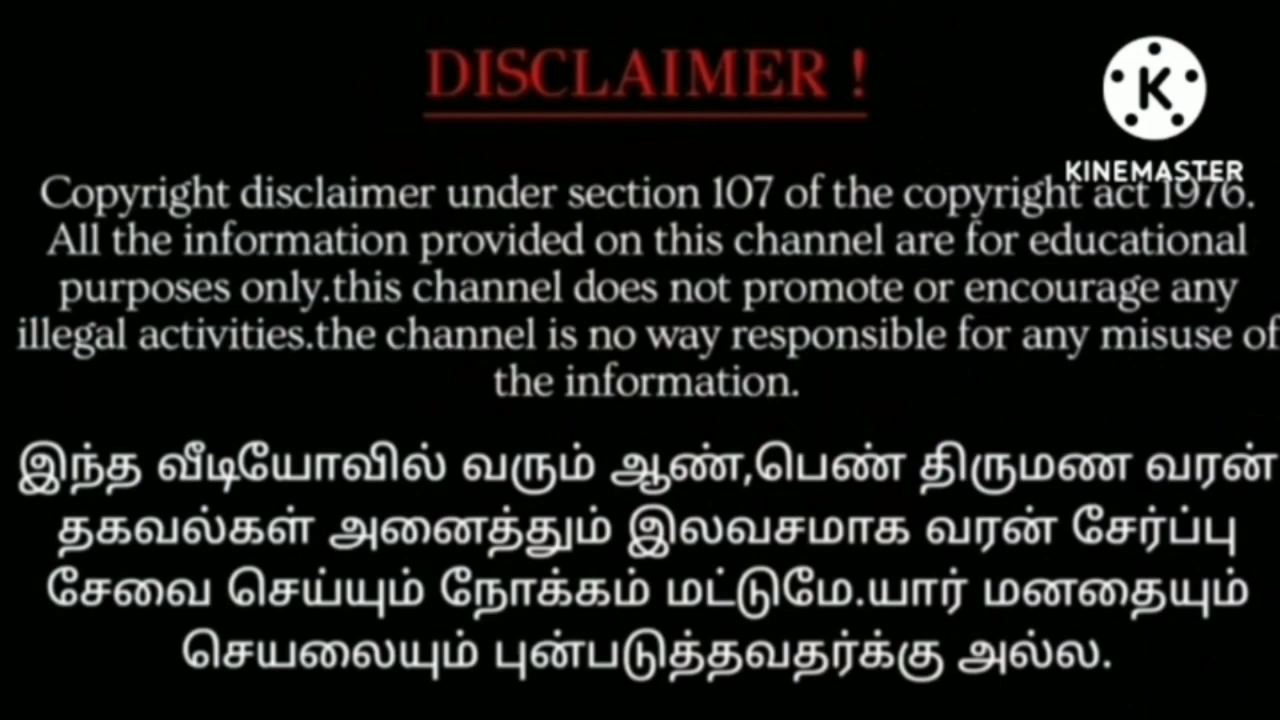 DISCLAIMER !
K
KINEMASTER
Copyright disclaimer under section 107 of the copyright act 1976.
All the information provided on this channel are for educational
purposes only.this channel does not promote or encourage any
illegal activities.the channel is no way responsible for any misuse of
the information.
இந்த வீடியோவில் வரும் ஆண்,பெண் திருமண வரன்
தகவல்கள் அனைத்தும் இலவசமாக வரன் சேர்ப்பு
சேவை செய்யும் நோக்கம் மட்டுமே.யார் மனதையும்
செயலையும் புன்படுத்தவதர்க்கு அல்ல.